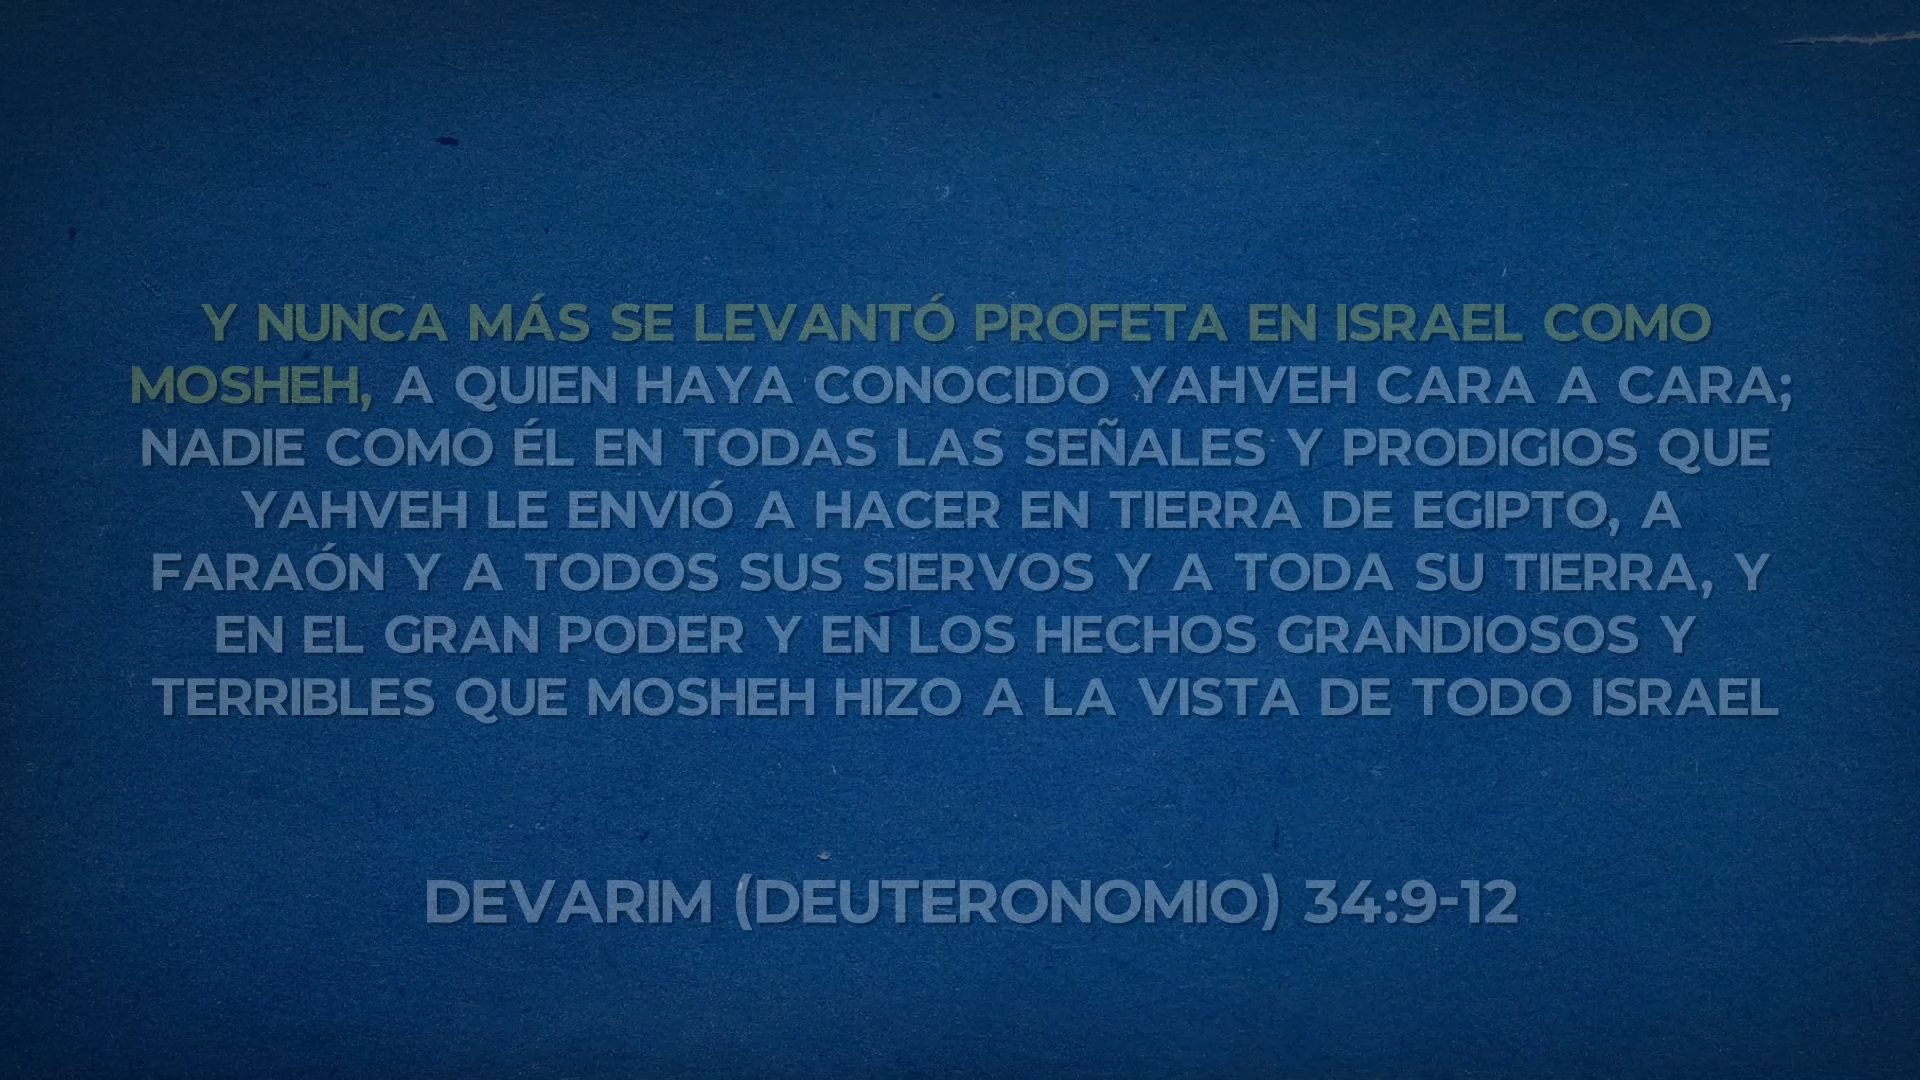 Y NUNCA MÁS SE LEVANTÓ PROFETA EN ISRAEL COMO
MOSHEH, A QUIEN HAYA CONOCIDO YAHVEH CARA A CARA;
NADIE COMO ÉL EN TODAS LAS SEÑALES Y PRODIGIOS QUE
YAHVEH LE ENVIÓ A HACER EN TIERRA DE EGIPTO, A
FARAÓN Y A TODOS SUS SIERVOS Y A TODA SU TIERRA, Y
EN EL GRAN PODER Y EN LOS HECHOS GRANDIOSOS Y
TERRIBLES QUE MOSHEH HIZO A LA VISTA DE TODO ISRAEL
DEVARIM (DEUTERONOMIO) 34:9-12